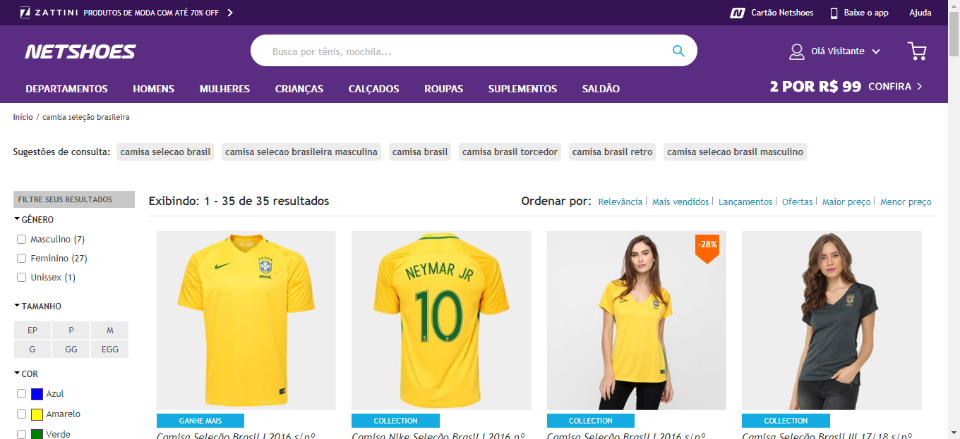 ZATTINI PRODUTOS DE MODA COM ATÉ 70% OFF
Cartão Netshoes Baixe o app Ajuda
NETSHOES
Busca por tênis, mochila...
Olá Visitante
DEPARTAMENTOS HOMENS MULHERES CRIANÇAS CALÇADOS ROUPAS SUPLEMENTOS SALDÃO
2 POR R$ 99 CONFIRA
Início / camisa seleção brasileira
Sugestões de consulta: camisa selecao brasil camisa selecao brasileira masculina camisa brasil camisa brasil torcedor camisa brasil retro camisa selecao brasil masculino
FILTRE SEUS RESULTADOS
GÊNERO
Masculino (7)
Feminino (27)
Unissex (1)
TAMANHO
EP P M
G GG EGG
COR
Azul
Amarelo
Verde
Exibindo: 1 - 35 de 35 resultados
Ordenar por: Relevância | Mais vendidos | Lançamentos | Ofertas | Maior preço | Menor preço
BRASIL
GANHE MAIS
Camisa Seleção Brasil I 2016 s/nº
NEYMAR JR
10
COLLECTION
Camisa Nike Seleção Brasil I 2016 nº
-28%
COLLECTION
Camisa Seleção Brasil I 2016 s/nº
COLLECTION
Camisa Seleção Brasil III 17/18 s/nº